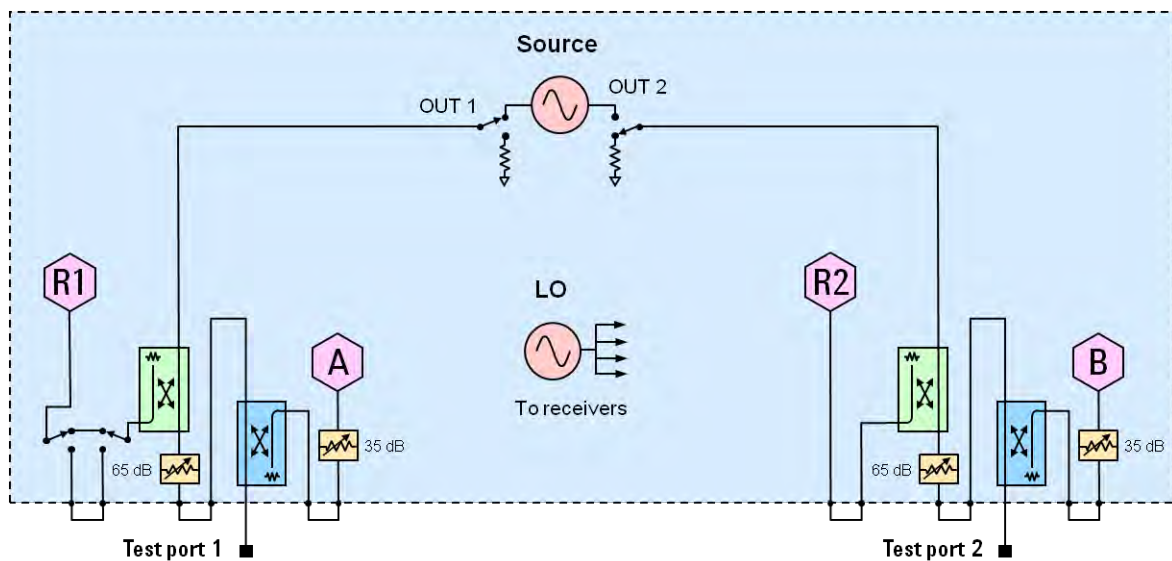 Source
OUT 1
OUT 2
R1
R2
LO
A
B
To receivers
65 dB
35 dB
65 dB
35 dB
Test port 1
Test port 2